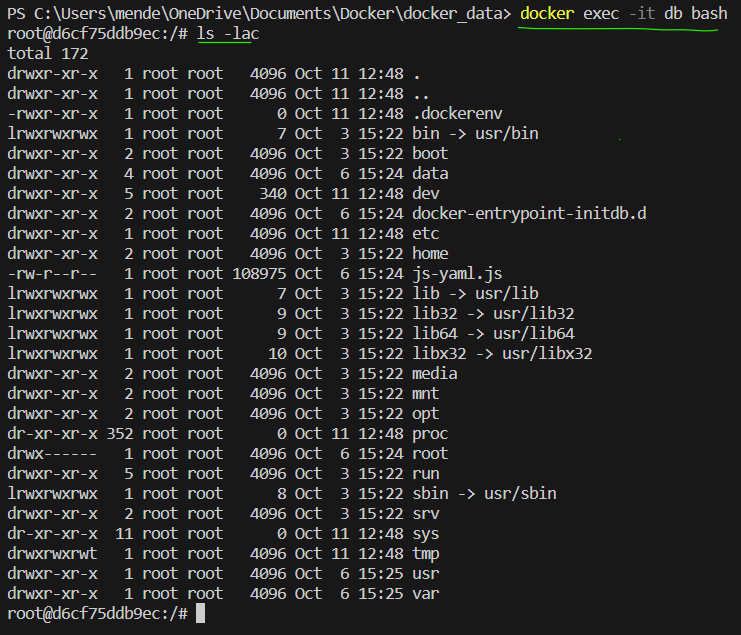 PS C:\Users\mende\OneDrive\Documents\Docker\docker_data> docker exec -it db bash
root@d6cf75ddb9ec:/# ls -lac
total 172
drwxr-xr-x   1 root root   4096 Oct 11 12:48 .
drwxr-xr-x   1 root root   4096 Oct 11 12:48 ..
-rwxr-xr-x   1 root root      0 Oct 11 12:48 .dockerenv
lrwxrwxrwx   1 root root      7 Oct  3 15:22 bin -> usr/bin
drwxr-xr-x   2 root root   4096 Oct  3 15:22 boot
drwxr-xr-x   4 root root   4096 Oct  6 15:24 data
drwxr-xr-x   5 root root    340 Oct 11 12:48 dev
drwxr-xr-x   2 root root   4096 Oct  6 15:24 docker-entrypoint-initdb.d
drwxr-xr-x   1 root root   4096 Oct 11 12:48 etc
drwxr-xr-x   2 root root   4096 Oct  3 15:22 home
-rw-r--r--   1 root root 108975 Oct  6 15:24 js-yaml.js
lrwxrwxrwx   1 root root      7 Oct  3 15:22 lib -> usr/lib
lrwxrwxrwx   1 root root      9 Oct  3 15:22 lib32 -> usr/lib32
lrwxrwxrwx   1 root root      9 Oct  3 15:22 lib64 -> usr/lib64
lrwxrwxrwx   1 root root     10 Oct  3 15:22 libx32 -> usr/libx32
drwxr-xr-x   2 root root   4096 Oct  3 15:22 media
drwxr-xr-x   2 root root   4096 Oct  3 15:22 mnt
drwxr-xr-x   2 root root   4096 Oct  3 15:22 opt
dr-xr-xr-x 352 root root      0 Oct 11 12:48 proc
drwx------   1 root root   4096 Oct  6 15:24 root
drwxr-xr-x   5 root root   4096 Oct  3 15:22 run
lrwxrwxrwx   1 root root      8 Oct  3 15:22 sbin -> usr/sbin
drwxr-xr-x   2 root root   4096 Oct  3 15:22 srv
dr-xr-xr-x  11 root root      0 Oct 11 12:48 sys
drwxrwxrwt   1 root root   4096 Oct 11 12:48 tmp
drwxr-xr-x   1 root root   4096 Oct  6 15:25 usr
drwxr-xr-x   1 root root   4096 Oct  6 15:25 var
root@d6cf75ddb9ec:/#